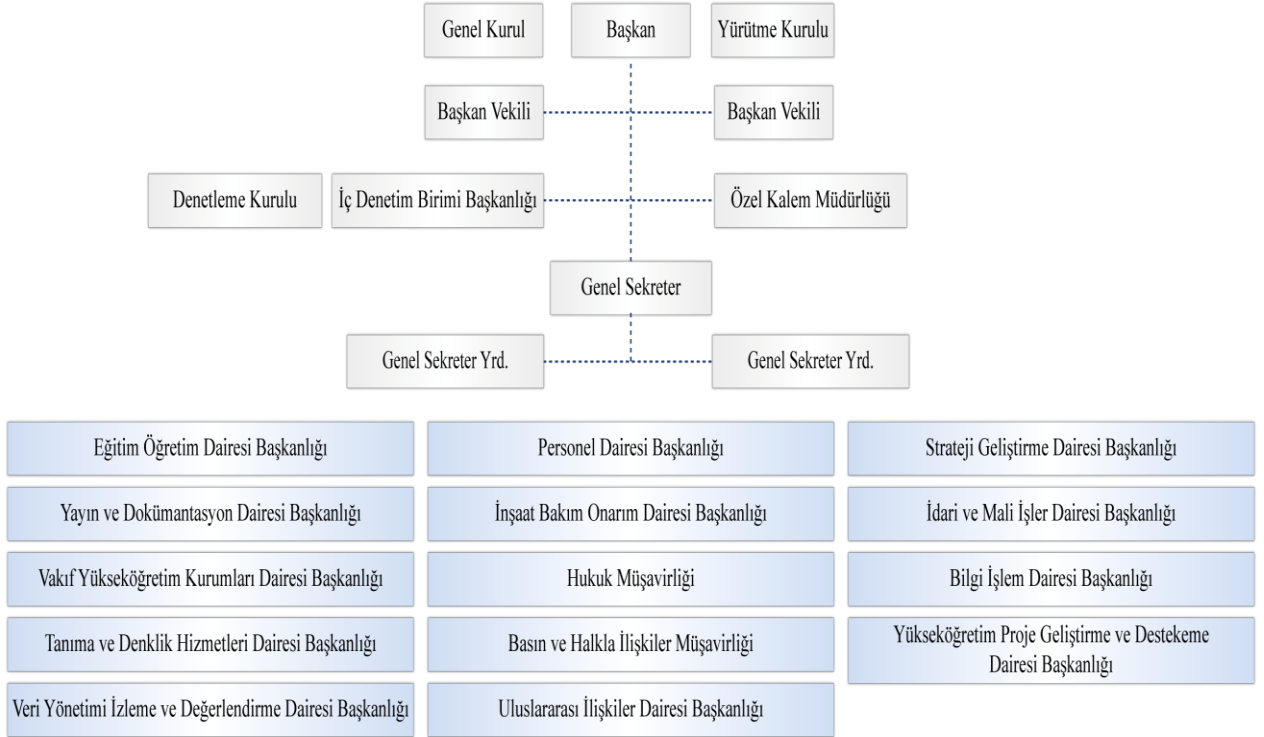 Genel Kurul
Başkan
Yürütme Kurulu
Başkan Vekili
Başkan Vekili
Denetleme Kurulu
İç Denetim Birimi Başkanlığı
Özel Kalem Müdürlüğü
Genel Sekreter
Genel Sekreter Yrd.
Genel Sekreter Yrd.
Eğitim Öğretim Dairesi Başkanlığı
Personel Dairesi Başkanlığı
Strateji Geliştirme Dairesi Başkanlığı
Yayın ve Dokümantasyon Dairesi Başkanlığı
İnşaat Bakım Onarım Dairesi Başkanlığı
İdari ve Mali İşler Dairesi Başkanlığı
Vakıf Yükseköğretim Kurumları Dairesi Başkanlığı
Hukuk Müşavirliği
Bilgi İşlem Dairesi Başkanlığı
Tanıma ve Denklik Hizmetleri Dairesi Başkanlığı
Basın ve Halkla İlişkiler Müşavirliği
Yükseköğretim Proje Geliştirme ve Destekeme
Dairesi Başkanlığı
Veri Yönetimi İzleme ve Değerlendirme Dairesi Başkanlığı
Uluslararası İlişkiler Dairesi Başkanlığı